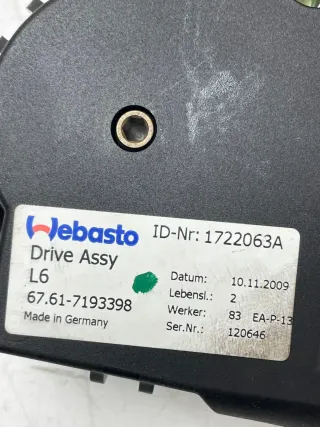 Webasto ID-Nr: 1722063A
Drive Assy
L6
67.61-7193398
Made in Germany
Datum: 10.11.2009
Lebensl.: 2
Werker: 83 EA-P-13
Ser.Nr.: 120646